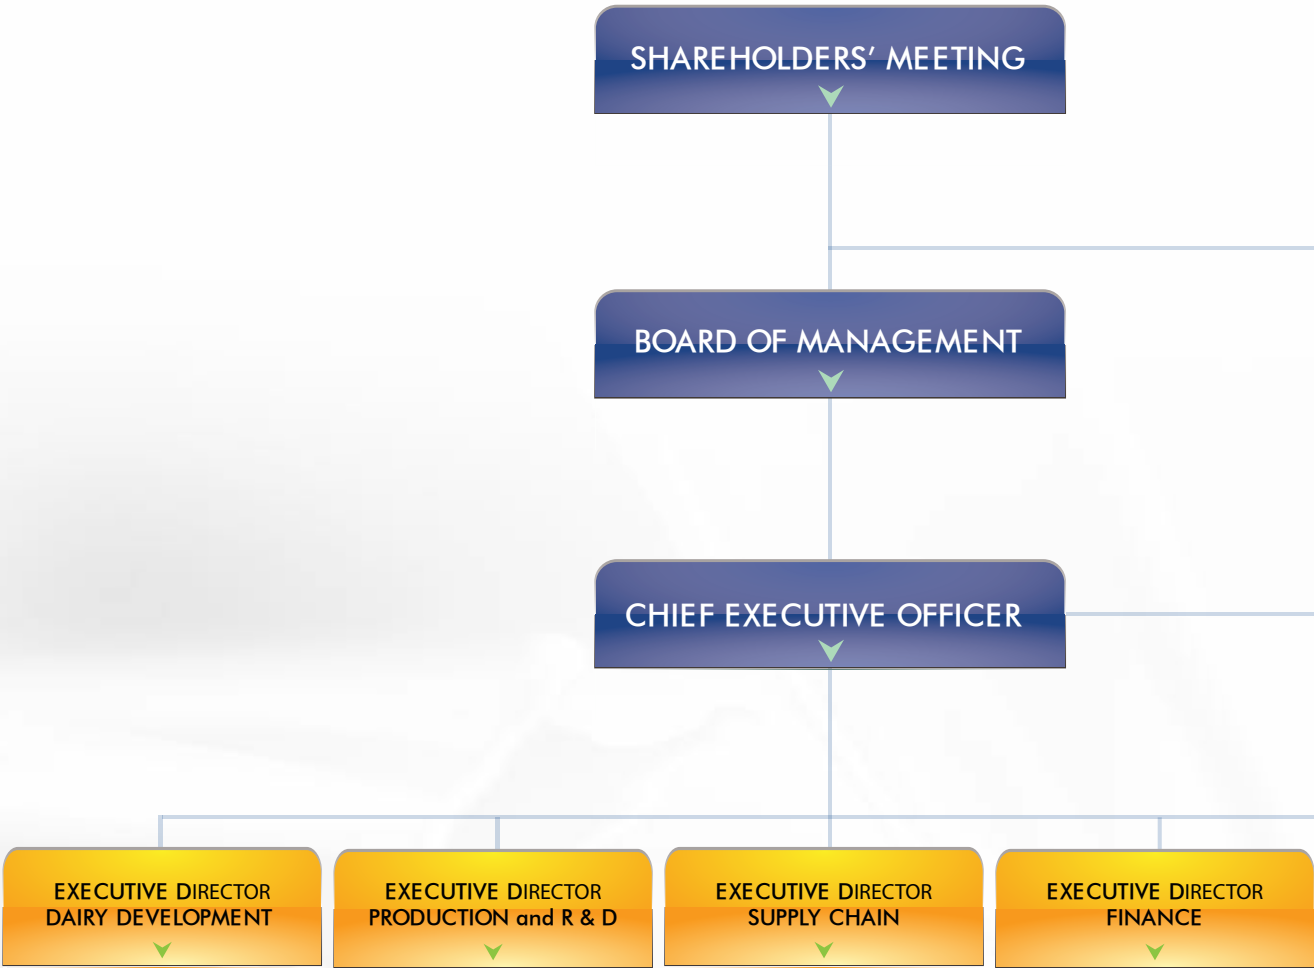 SHAREHOLDERS’ MEETING
BOARD OF MANAGEMENT
CHIEF EXECUTIVE OFFICER
EXECUTIVE DIRECTOR
DAIRY DEVELOPMENT
EXECUTIVE DIRECTOR
PRODUCTION and R & D
EXECUTIVE DIRECTOR
SUPPLY CHAIN
EXECUTIVE DIRECTOR
FINANCE